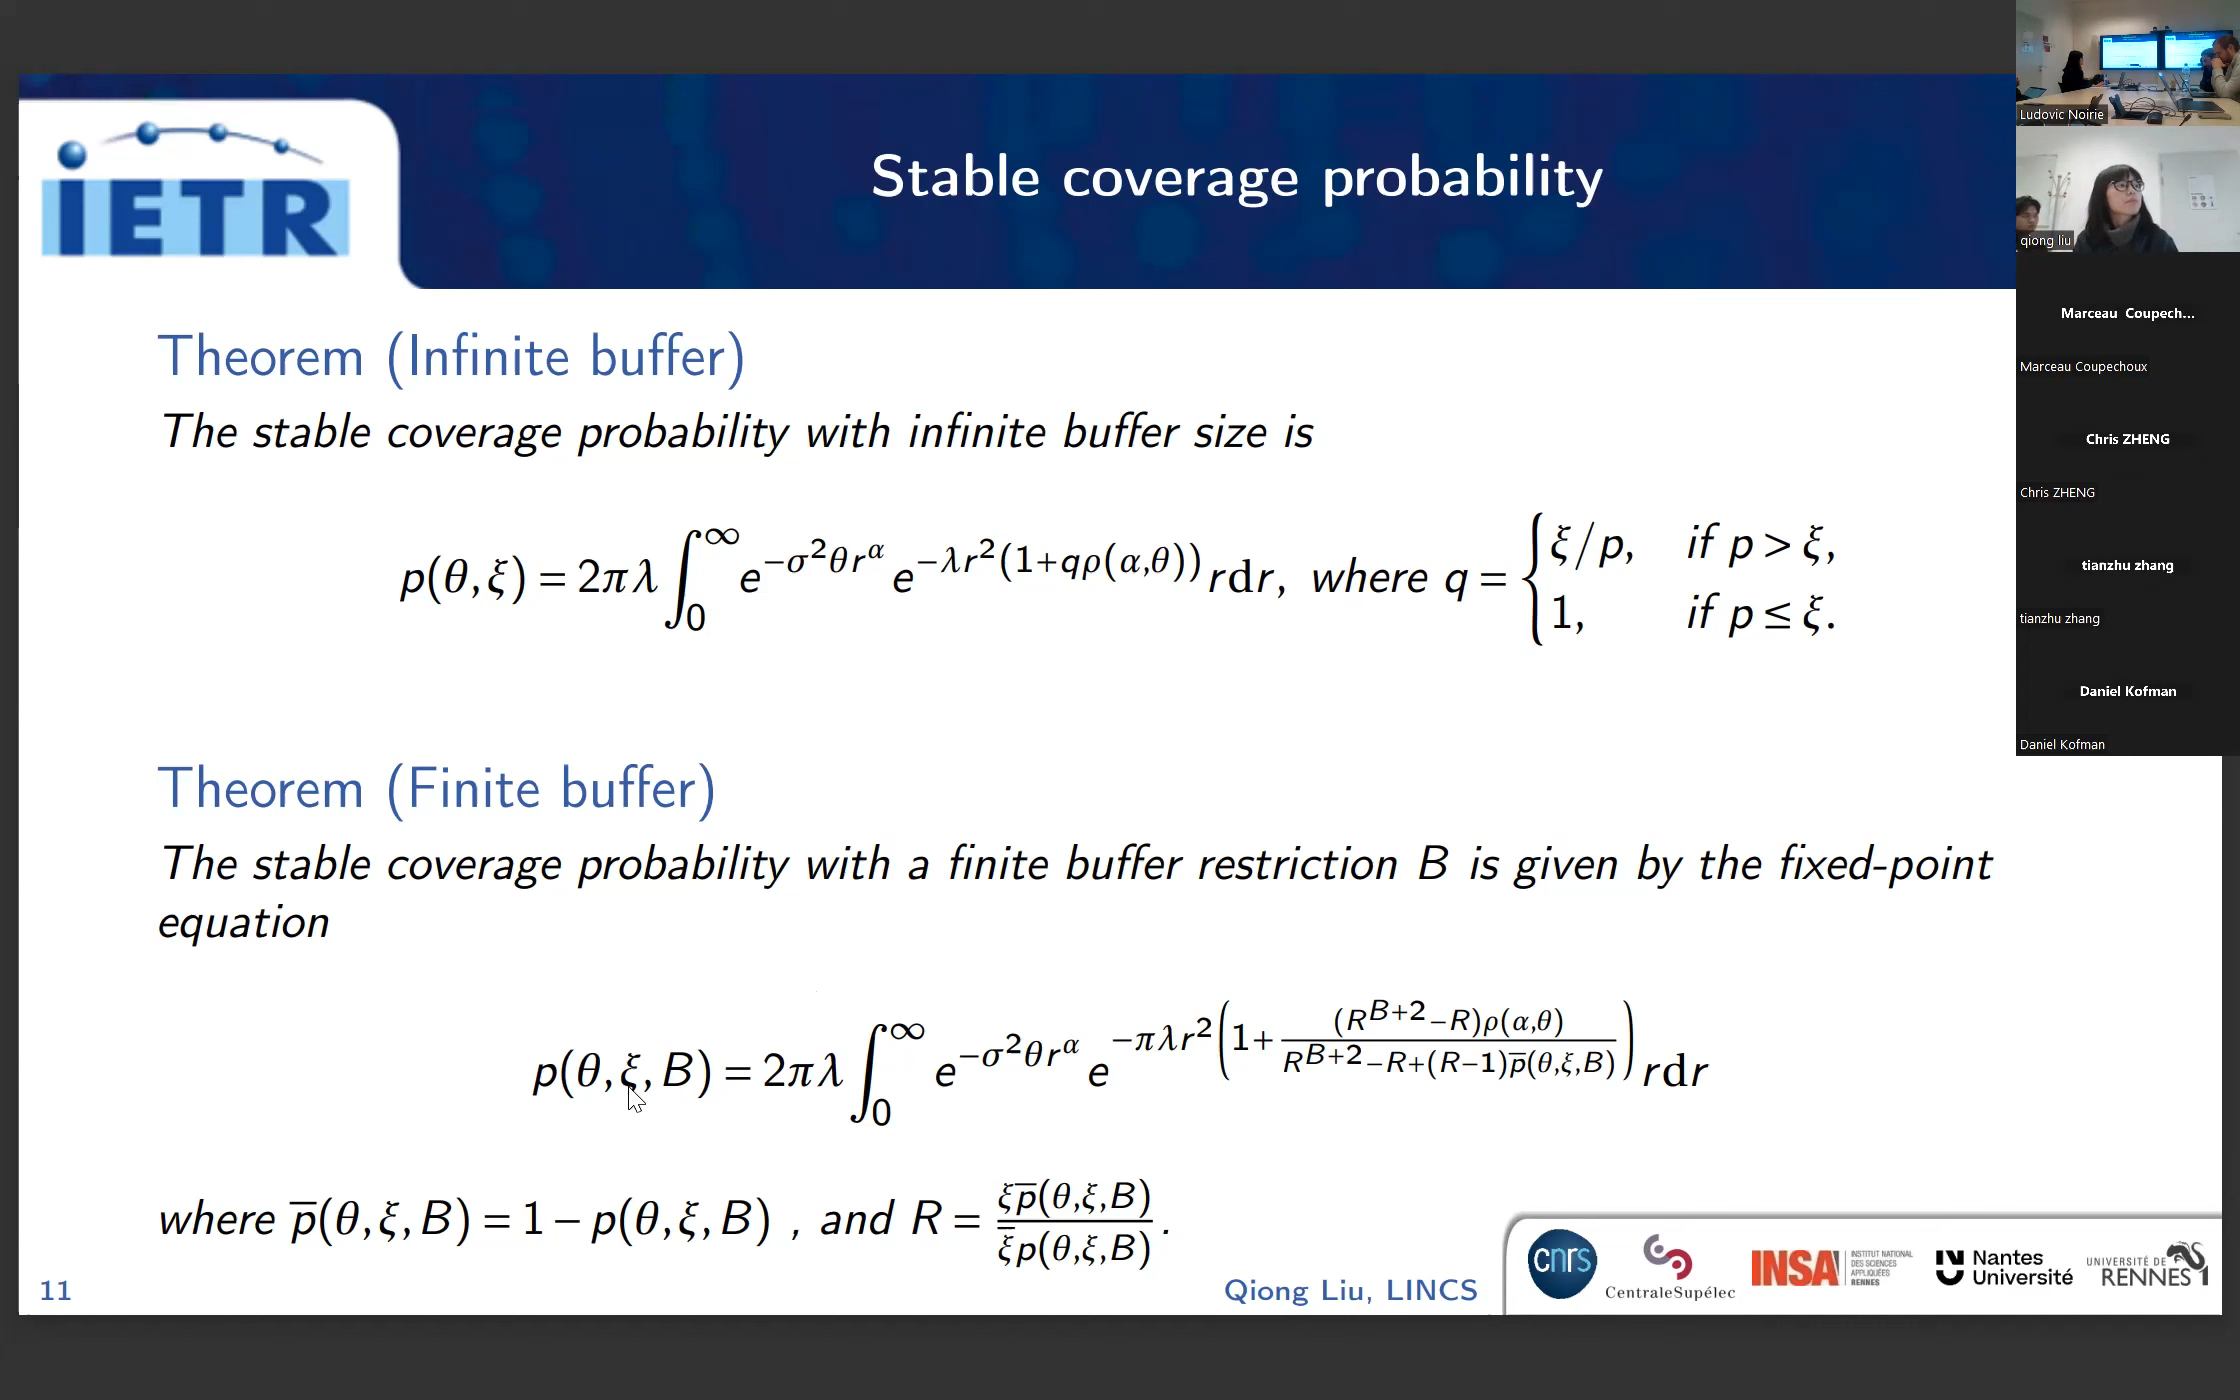 iETR
Stable coverage probability
Theorem (Infinite buffer)
The stable coverage probability with infinite buffer size is
p(θ,ξ) = 2πλ ∫₀^∞ e^{−σ²θr^α} e^{−λr²(1+qρ(α,θ))} rdr, where q = { ξ/p, if p > ξ,
1, if p ≤ ξ.
Theorem (Finite buffer)
The stable coverage probability with a finite buffer restriction B is given by the fixed-point
equation
p(θ,ξ,B) = 2πλ ∫₀^∞ e^{−σ²θr^α} e^{−πλr²(1+ (R^{B+2}−R)ρ(α,θ) / (R^{B+2}−R+(R−1)p̅(θ,ξ,B)))} rdr
where p̅(θ,ξ,B) = 1 − p(θ,ξ,B) , and R = ξp̅(θ,ξ,B) / ξ̅p(θ,ξ,B).
11
Qiong Liu, LINCS
cnrs
CentraleSupélec
INSA
INSTITUT NATIONAL
DES SCIENCES
APPLIQUÉES
RENNES
Nantes
Université
UNIVERSITÉ DE
RENNES 1
Ludovic Noirie
qiong liu
Marceau Coupech...
Marceau Coupechoux
Chris ZHENG
Chris ZHENG
tianzhu zhang
tianzhu zhang
Daniel Kofman
Daniel Kofman